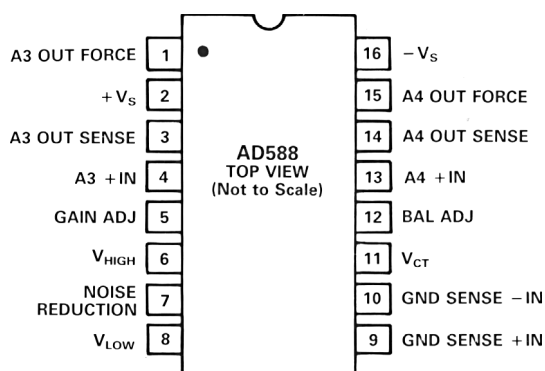 A3 OUT FORCE 1
+VS 2
A3 OUT SENSE 3
A3 +IN 4
GAIN ADJ 5
VHIGH 6
NOISE
REDUCTION 7
VLOW 8
AD588
TOP VIEW
(Not to Scale)
16 −VS
15 A4 OUT FORCE
14 A4 OUT SENSE
13 A4 +IN
12 BAL ADJ
11 VCT
10 GND SENSE −IN
9 GND SENSE +IN